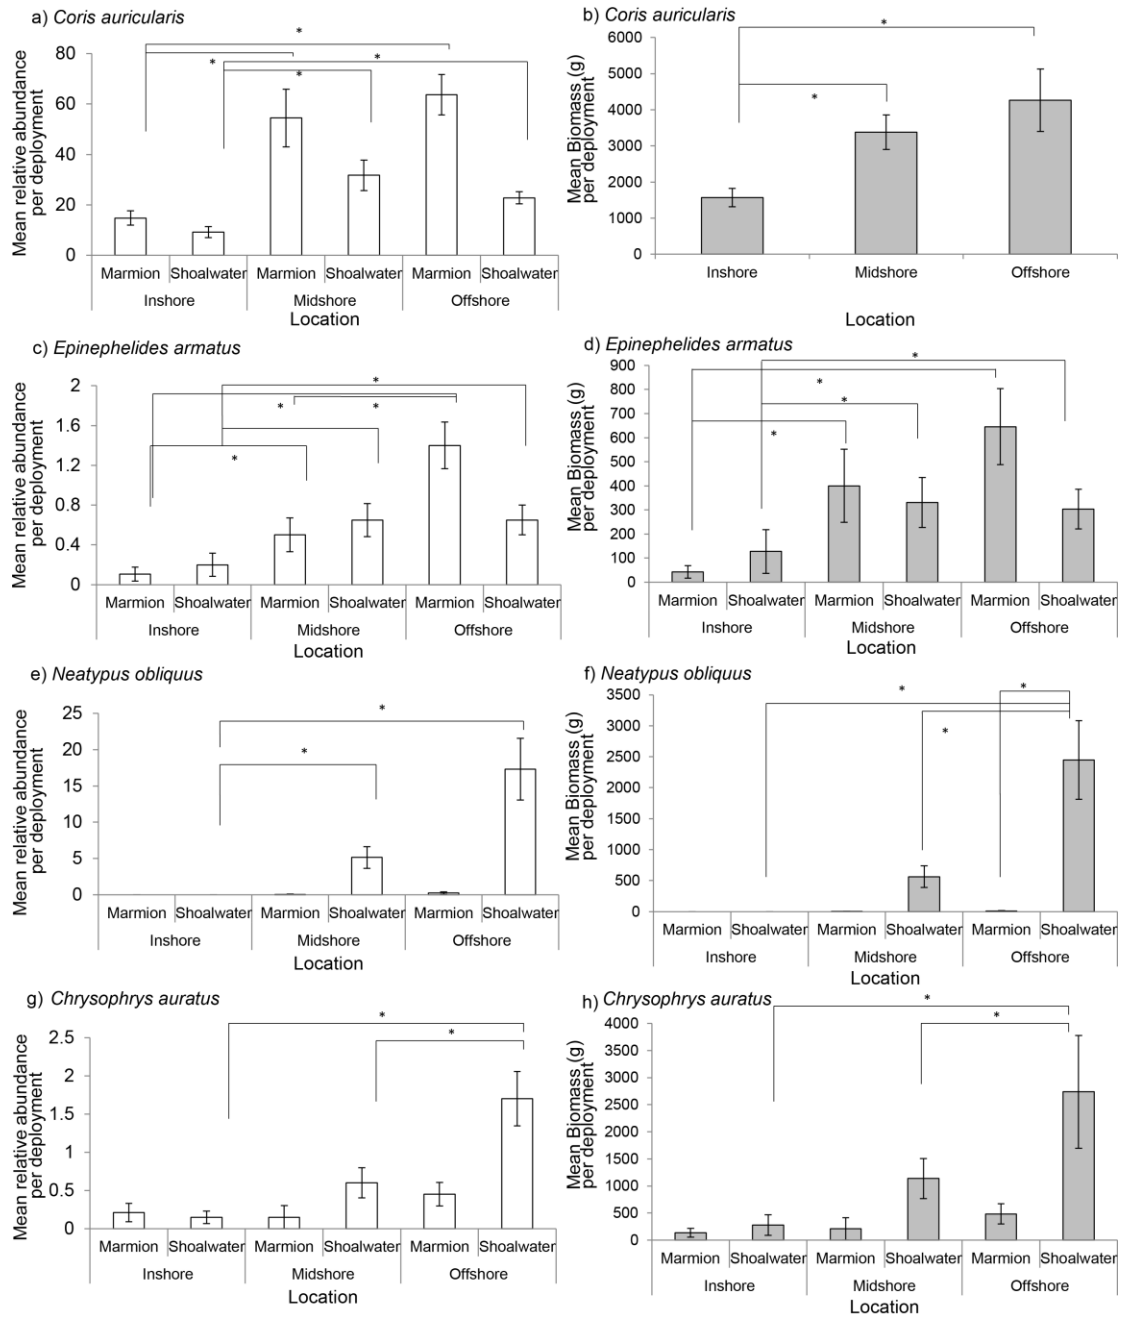 a) Coris auricularis
*
*
*
*
Mean relative abundance
per deployment
80
60
40
20
0
Marmion Shoalwater Marmion Shoalwater Marmion Shoalwater
Inshore Midshore Offshore
Location
b) Coris auricularis
*
*
Mean Biomass (g)
per deployment
6000
5000
4000
3000
2000
1000
0
Inshore Midshore Offshore
Location
c) Epinephelides armatus
*
*
*
*
Mean relative abundance
per deployment
2
1.6
1.2
0.8
0.4
0
Marmion Shoalwater Marmion Shoalwater Marmion Shoalwater
Inshore Midshore Offshore
Location
d) Epinephelides armatus
*
*
*
*
Mean Biomass (g)
per deployment
900
800
700
600
500
400
300
200
100
0
Marmion Shoalwater Marmion Shoalwater Marmion Shoalwater
Inshore Midshore Offshore
Location
e) Neatypus obliquus
*
*
Mean relative abundance
per deployment
25
20
15
10
5
0
Marmion Shoalwater Marmion Shoalwater Marmion Shoalwater
Inshore Midshore Offshore
Location
f) Neatypus obliquus
*
*
*
Mean Biomass (g)
per deployment
3500
3000
2500
2000
1500
1000
500
0
Marmion Shoalwater Marmion Shoalwater Marmion Shoalwater
Inshore Midshore Offshore
Location
g) Chrysophrys auratus
*
*
Mean relative abundance
per deployment
2.5
2
1.5
1
0.5
0
Marmion Shoalwater Marmion Shoalwater Marmion Shoalwater
Inshore Midshore Offshore
Location
h) Chrysophrys auratus
*
*
Mean Biomass (g)
per deployment
4000
3500
3000
2500
2000
1500
1000
500
0
Marmion Shoalwater Marmion Shoalwater Marmion Shoalwater
Inshore Midshore Offshore
Location